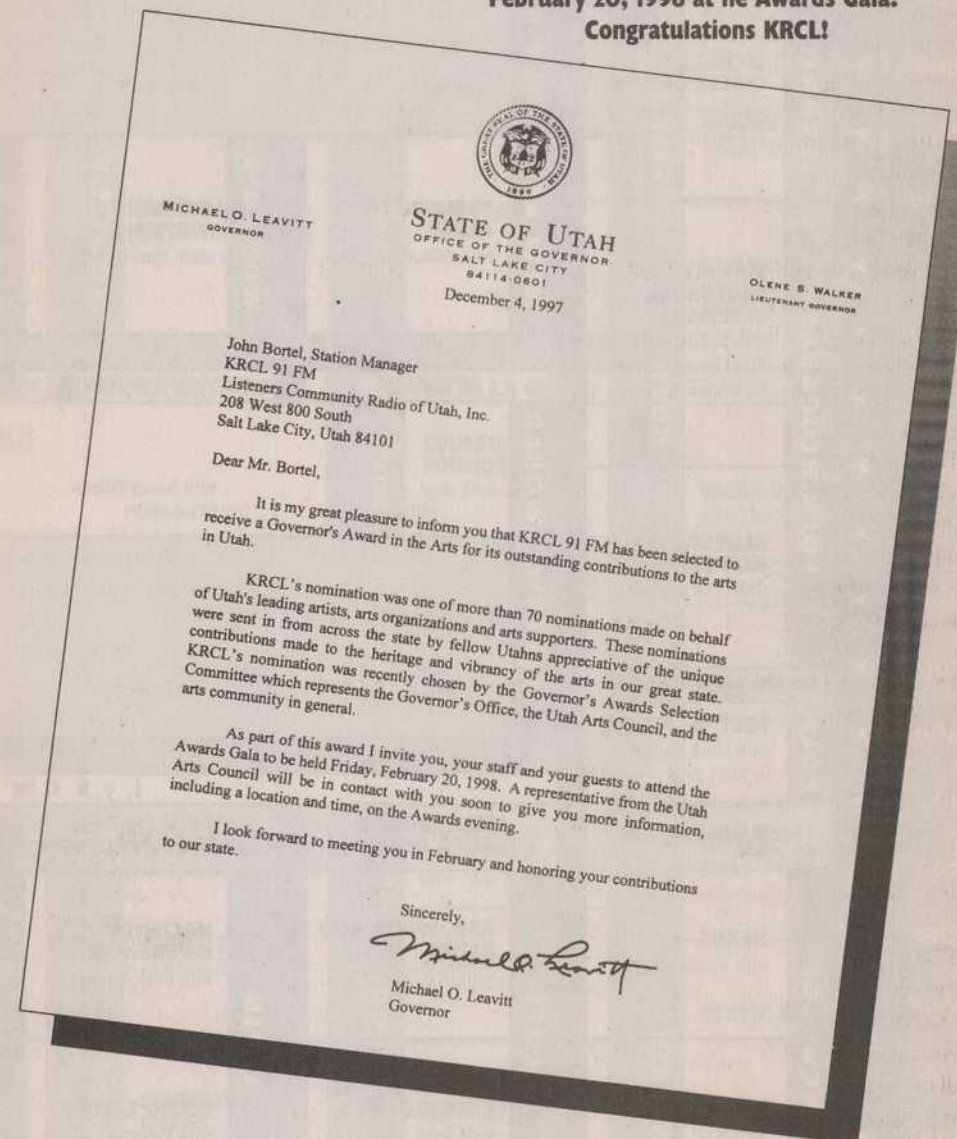 February 20, 1998 at he Awards Gala.
Congratulations KRCL!
THE GREAT SEAL OF THE STATE OF UTAH
1896
MICHAEL O. LEAVITT
GOVERNOR
STATE OF UTAH
OFFICE OF THE GOVERNOR
SALT LAKE CITY
84114-0601
OLENE S. WALKER
LIEUTENANT GOVERNOR
December 4, 1997
John Bortel, Station Manager
KRCL 91 FM
Listeners Community Radio of Utah, Inc.
208 West 800 South
Salt Lake City, Utah 84101
Dear Mr. Bortel,
It is my great pleasure to inform you that KRCL 91 FM has been selected to
receive a Governor's Award in the Arts for its outstanding contributions to the arts
in Utah.
KRCL's nomination was one of more than 70 nominations made on behalf
of Utah's leading artists, arts organizations and arts supporters. These nominations
were sent in from across the state by fellow Utahns appreciative of the unique
contributions made to the heritage and vibrancy of the arts in our great state.
KRCL's nomination was recently chosen by the Governor's Awards Selection
Committee which represents the Governor's Office, the Utah Arts Council, and the
arts community in general.
As part of this award I invite you, your staff and your guests to attend the
Awards Gala to be held Friday, February 20, 1998. A representative from the Utah
Arts Council will be in contact with you soon to give you more information,
including a location and time, on the Awards evening.
I look forward to meeting you in February and honoring your contributions
to our state.
Sincerely,
Michael O. Leavitt
Michael O. Leavitt
Governor